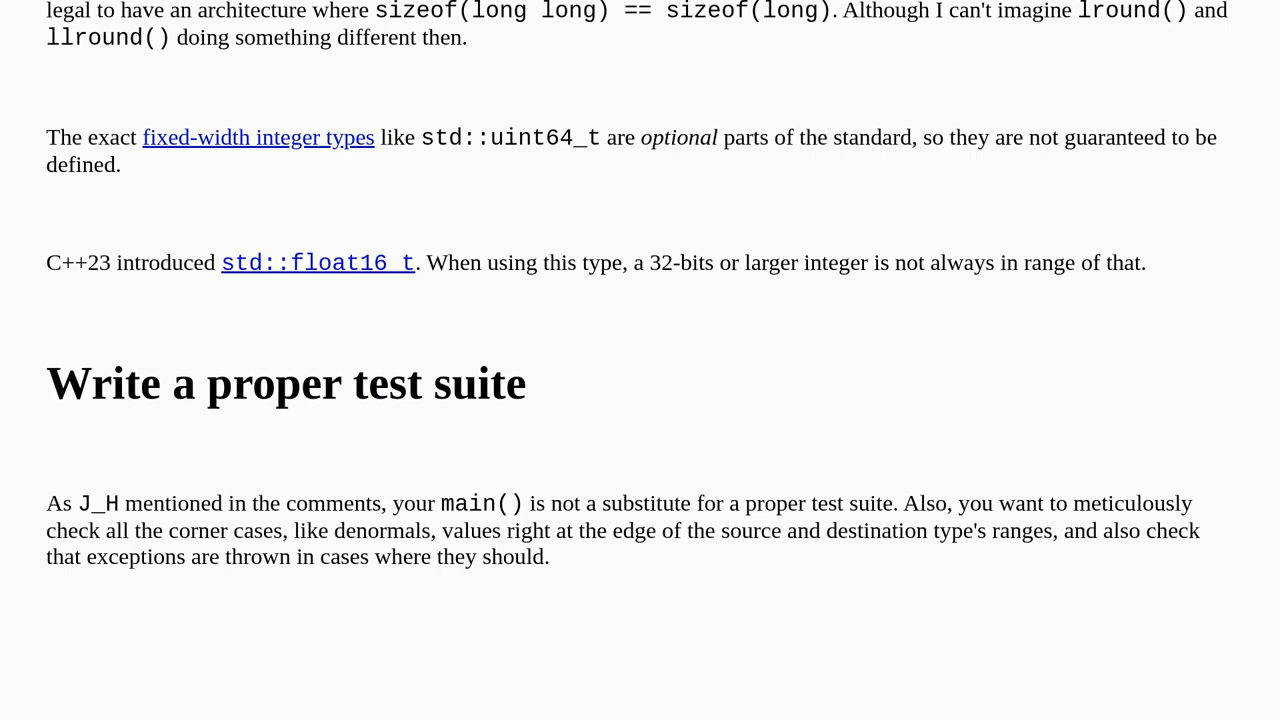 legal to have an architecture where sizeof(long long) == sizeof(long). Although I can't imagine lround() and
llround() doing something different then.
The exact fixed-width integer types like std::uint64_t are optional parts of the standard, so they are not guaranteed to be
defined.
C++23 introduced std::float16_t. When using this type, a 32-bits or larger integer is not always in range of that.
Write a proper test suite
As J_H mentioned in the comments, your main() is not a substitute for a proper test suite. Also, you want to meticulously
check all the corner cases, like denormals, values right at the edge of the source and destination type's ranges, and also check
that exceptions are thrown in cases where they should.